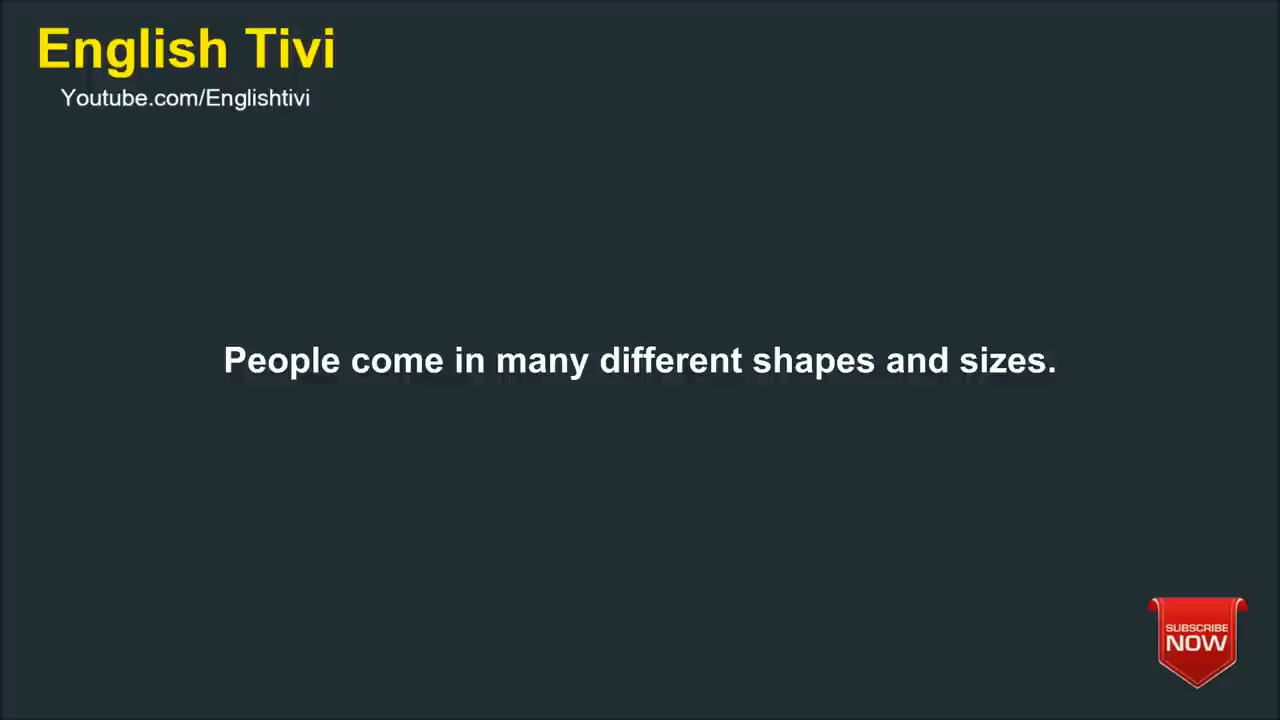 English Tivi
Youtube.com/Englishtivi
People come in many different shapes and sizes.
SUBSCRIBE
NOW